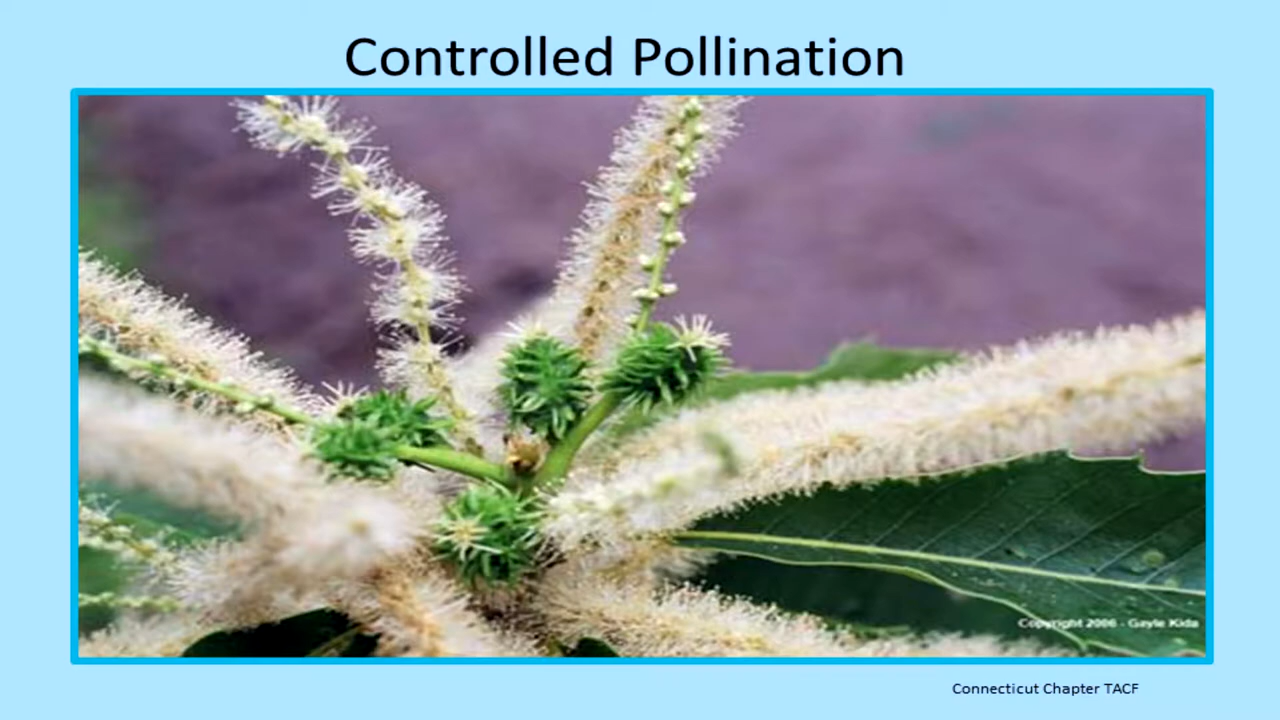 Controlled Pollination
Copyright 2006 - Gayle Kida
Connecticut Chapter TACF